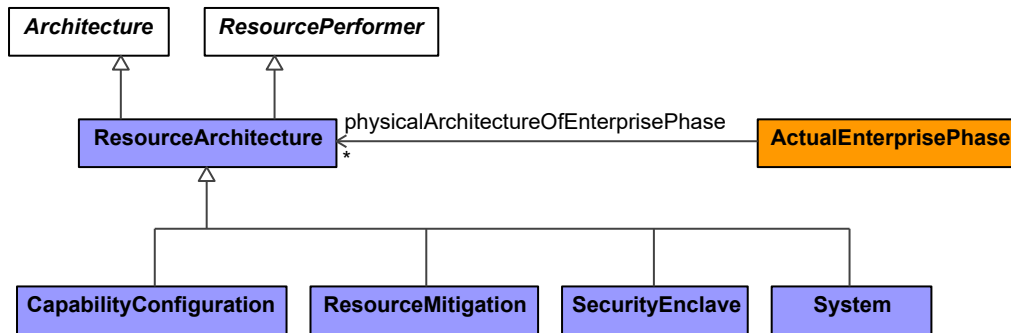 Architecture
ResourcePerformer
physicalArchitectureOfEnterprisePhase
ResourceArchitecture
*
ActualEnterprisePhase
CapabilityConfiguration
ResourceMitigation
SecurityEnclave
System